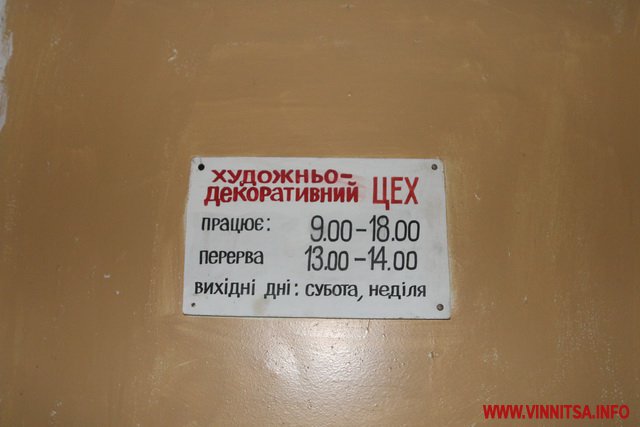 ХУДОЖНЬО-
ДЕКОРАТИВНИЙ ЦЕХ
ПРАЦЮЄ: 9.00-18.00
ПЕРЕРВА 13.00-14.00
ВИХІДНІ ДНІ: СУБОТА, НЕДІЛЯ
WWW.VINNITSA.INFO